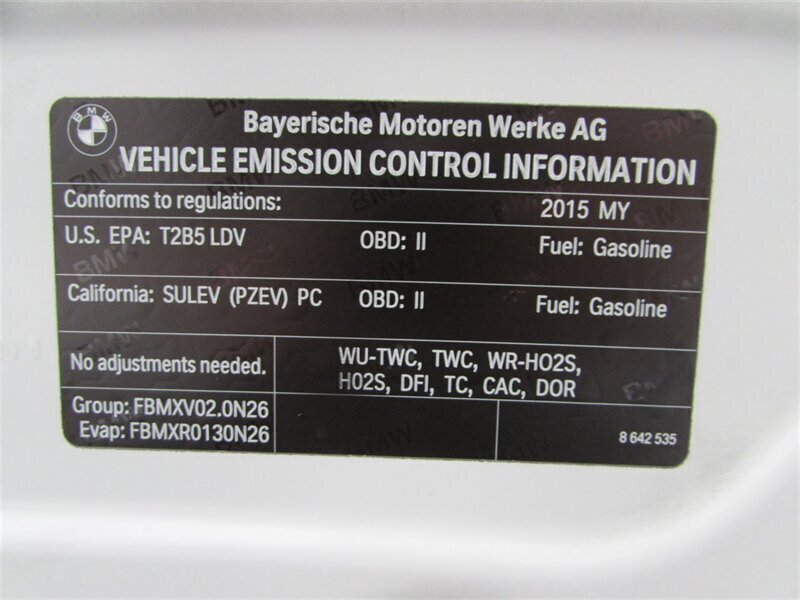 BMW
Bayerische Motoren Werke AG
VEHICLE EMISSION CONTROL INFORMATION
Conforms to regulations: 2015 MY
U.S. EPA: T2B5 LDV OBD: II Fuel: Gasoline
California: SULEV (PZEV) PC OBD: II Fuel: Gasoline
No adjustments needed.
WU-TWC, TWC, WR-HO2S,
HO2S, DFI, TC, CAC, DOR
Group: FBMXV02.0N26
Evap: FBMXR0130N26
8 642 535